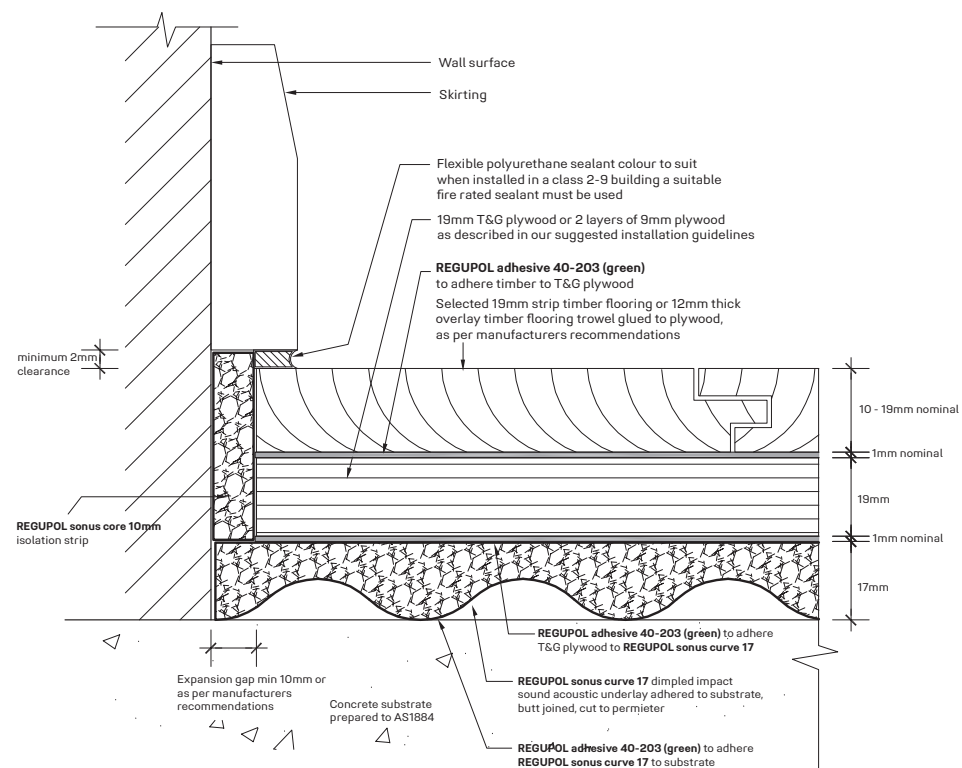 Wall surface
Skirting
Flexible polyurethane sealant colour to suit
when installed in a class 2-9 building a suitable
fire rated sealant must be used
19mm T&G plywood or 2 layers of 9mm plywood
as described in our suggested installation guidelines
REGUPOL adhesive 40-203 (green)
to adhere timber to T&G plywood
Selected 19mm strip timber flooring or 12mm thick
overlay timber flooring trowel glued to plywood,
as per manufacturers recommendations
minimum 2mm
clearance
10 - 19mm nominal
1mm nominal
19mm
REGUPOL sonus core 10mm
isolation strip
1mm nominal
17mm
REGUPOL adhesive 40-203 (green) to adhere
T&G plywood to REGUPOL sonus curve 17
Expansion gap min 10mm or
as per manufacturers
recommendations
REGUPOL sonus curve 17 dimpled impact
sound acoustic underlay adhered to substrate,
butt joined, cut to permieter
Concrete substrate
prepared to AS1884
REGUPOL adhesive 40-203 (green) to adhere
REGUPOL sonus curve 17 to substrate